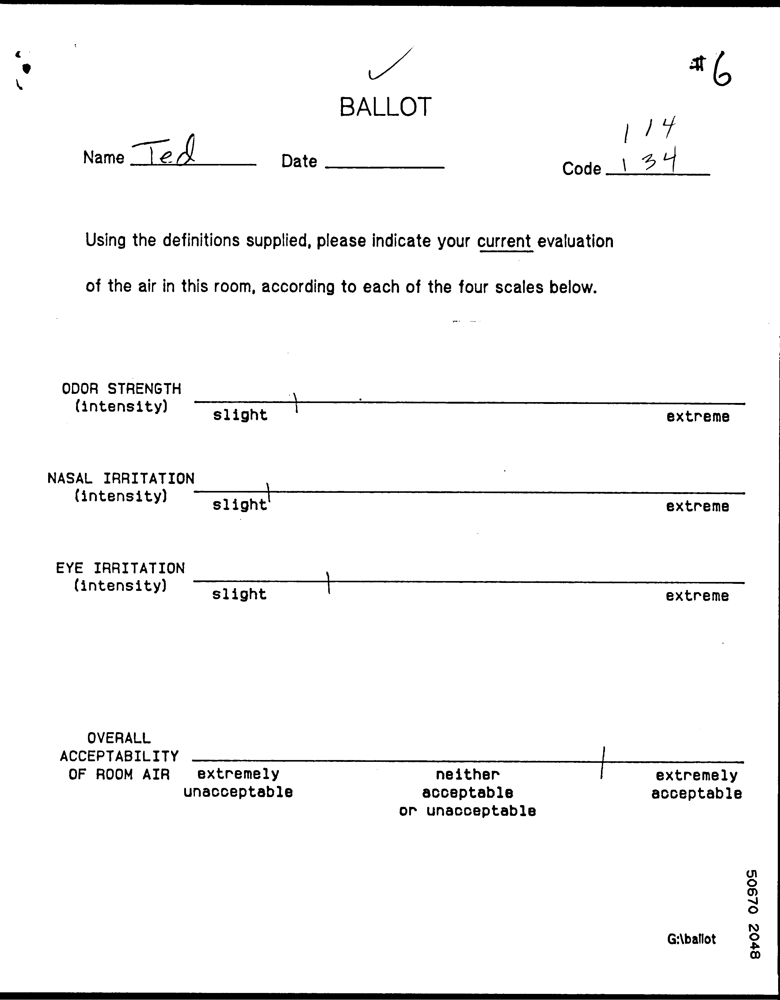 #6
BALLOT
114
Name Ted Date Code 134
Using the definitions supplied, please indicate your current evaluation
of the air in this room, according to each of the four scales below.
ODOR STRENGTH
(intensity)
slight extreme
NASAL IRRITATION
(intensity)
slight extreme
EYE IRRITATION
(intensity)
slight extreme
OVERALL
ACCEPTABILITY
OF ROOM AIR extremely neither extremely
unacceptable acceptable acceptable
or unacceptable
G:\ballot
50670 2048